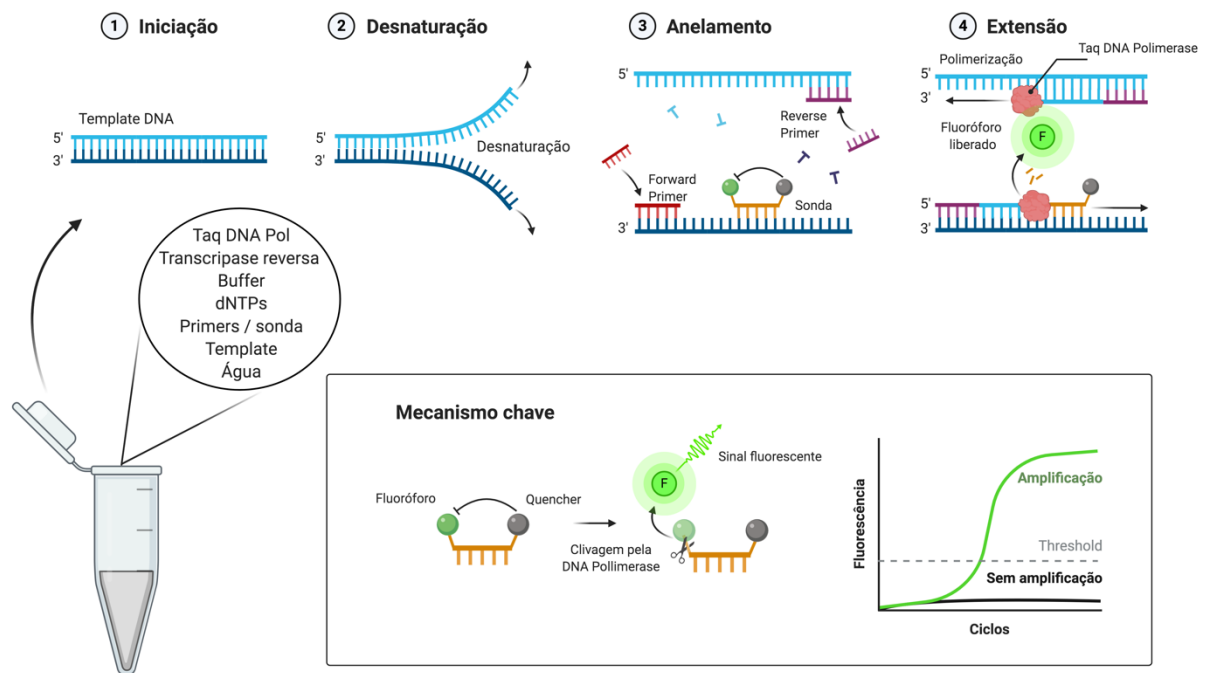 1 Iniciação
Template DNA
5'
3'
2 Desnaturação
5'
3'
Desnaturação
3 Anelamento
5'
Reverse
Primer
Forward
Primer
Sonda
3'
4 Extensão
Taq DNA Polimerase
Polimerização
5'
3'
Fluoróforo
liberado
F
5'
3'
Taq DNA Pol
Transcripase reversa
Buffer
dNTPs
Primers / sonda
Template
Água
Mecanismo chave
Fluoróforo
Quencher
F
Sinal fluorescente
Clivagem pela
DNA Pollimerase
Fluorescência
Amplificação
Threshold
Sem amplificação
Ciclos